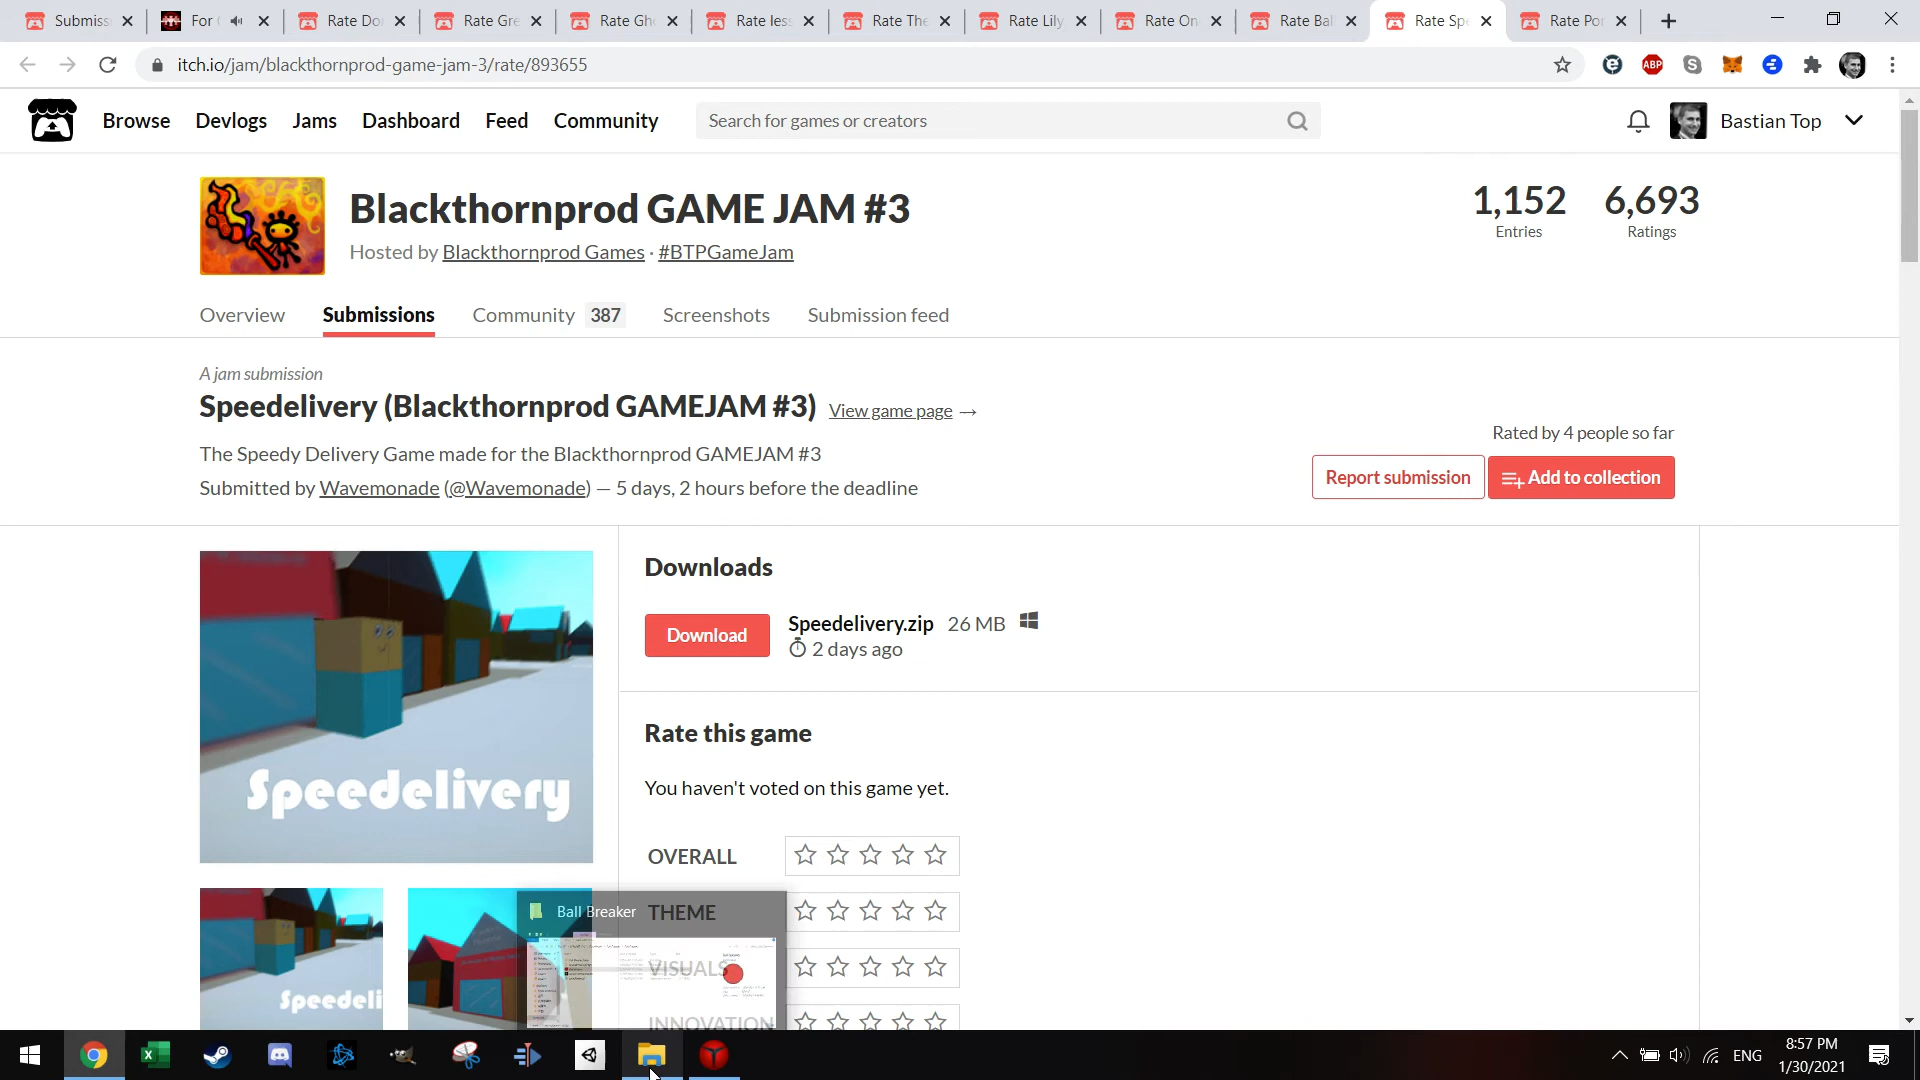 Submiss
For
Rate Do
Rate Gre
Rate Gh
Rate less
Rate The
Rate Lily
Rate On
Rate Bal
Rate Spe
Rate Por
itch.io/jam/blackthornprod-game-jam-3/rate/893655
ABP
Browse Devlogs Jams Dashboard Feed Community
Search for games or creators
Bastian Top
Blackthornprod GAME JAM #3
Hosted by Blackthornprod Games · #BTPGameJam
1,152
Entries
6,693
Ratings
Overview Submissions Community 387 Screenshots Submission feed
A jam submission
Speedelivery (Blackthornprod GAMEJAM #3) View game page →
The Speedy Delivery Game made for the Blackthornprod GAMEJAM #3
Submitted by Wavemonade (@Wavemonade) — 5 days, 2 hours before the deadline
Rated by 4 people so far
Report submission
Add to collection
Speedelivery
Speedeli
Downloads
Download
Speedelivery.zip 26 MB
2 days ago
Rate this game
You haven't voted on this game yet.
OVERALL
THEME
VISUALS
INNOVATION
Ball Breaker
ENG
8:57 PM
1/30/2021